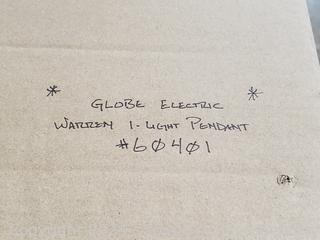 * GLOBE ELECTRIC *
WARREN 1-LIGHT PENDANT
#60401